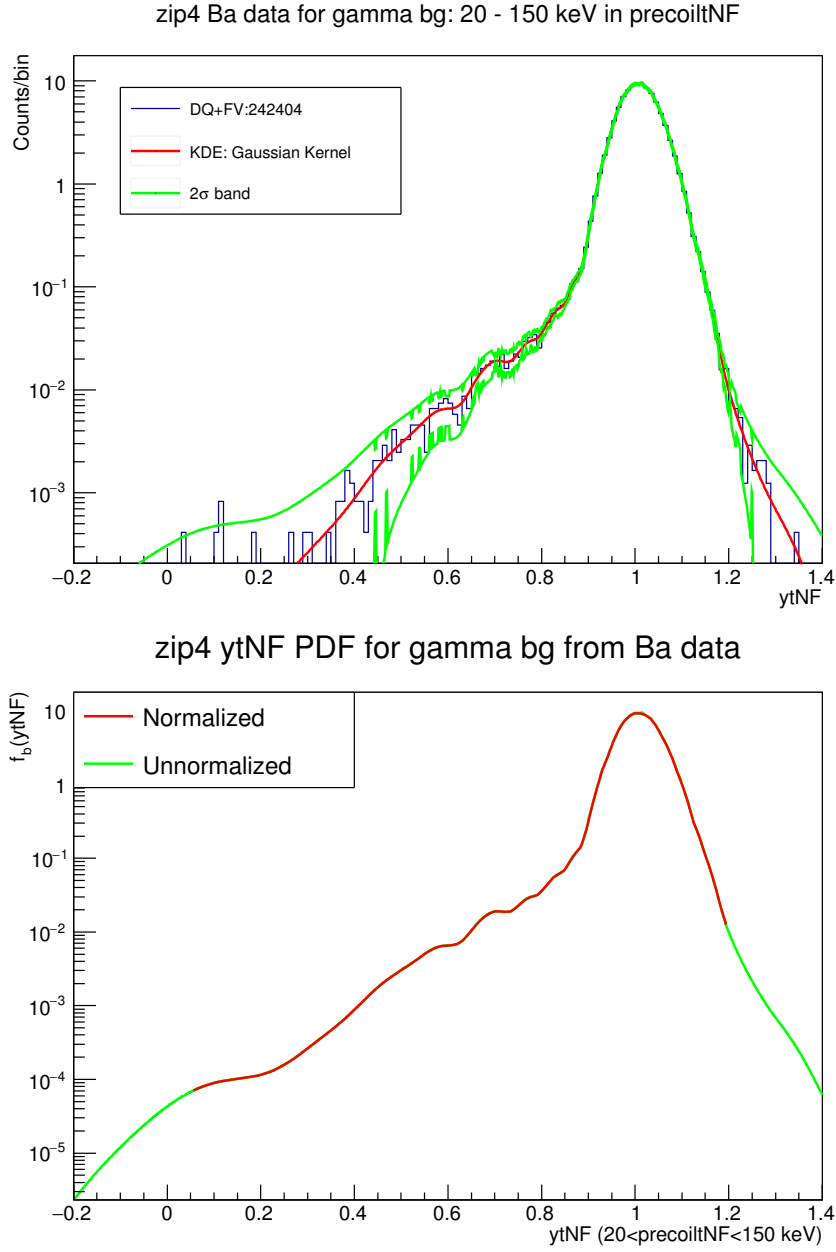 zip4 Ba data for gamma bg: 20 - 150 keV in precoiltNF
Counts/bin
10
1
10⁻¹
10⁻²
10⁻³
DQ+FV:242404
KDE: Gaussian Kernel
2σ band
−0.2 0 0.2 0.4 0.6 0.8 1 1.2 1.4
ytNF
zip4 ytNF PDF for gamma bg from Ba data
f_b(ytNF)
10
1
10⁻¹
10⁻²
10⁻³
10⁻⁴
10⁻⁵
Normalized
Unnormalized
−0.2 0 0.2 0.4 0.6 0.8 1 1.2 1.4
ytNF (20<precoiltNF<150 keV)